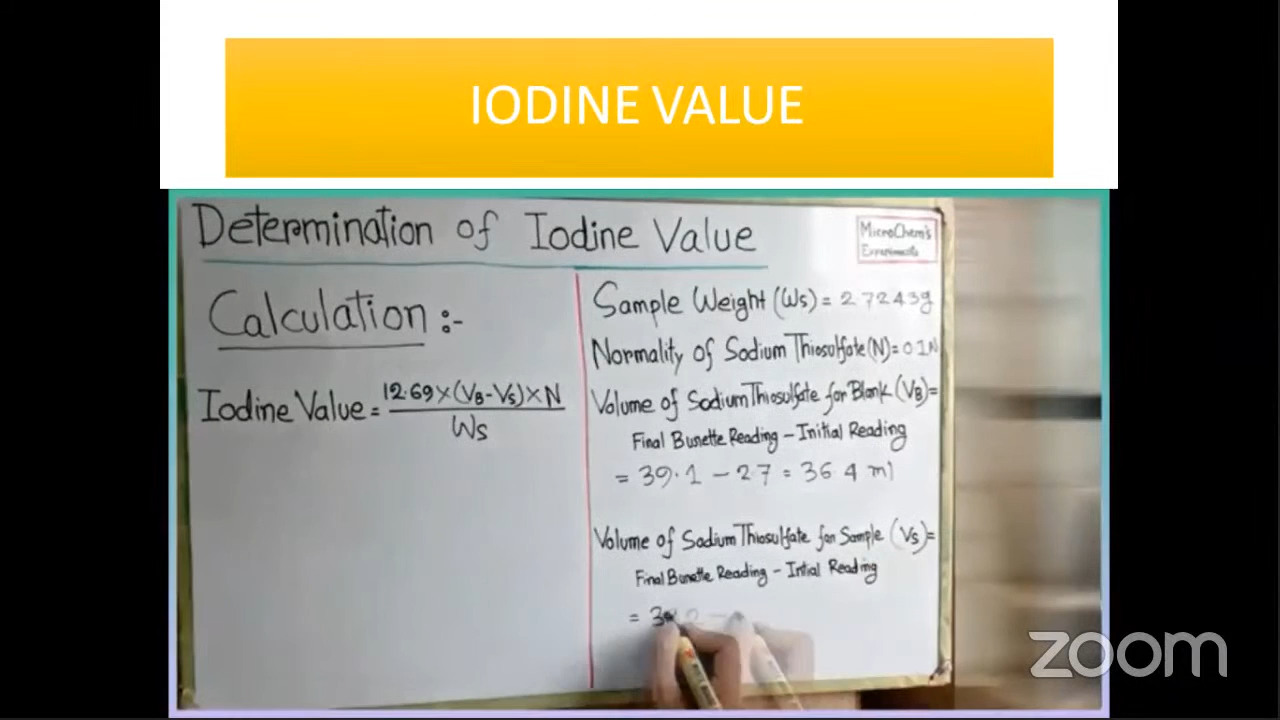 IODINE VALUE
Determination of Iodine Value
MicroChem's
Experiments
Calculation :-
Iodine Value = 12.69 × (VB - Vs) × N
Ws
Sample Weight (Ws) = 2.7243g
Normality of Sodium Thiosulfate (N) = 0.1N
Volume of Sodium Thiosulfate for Blank (VB) =
Final Burette Reading - Initial Reading
= 39.1 - 2.7 = 36.4 ml
Volume of Sodium Thiosulfate for Sample (Vs) =
Final Burette Reading - Intial Reading
=
zoom